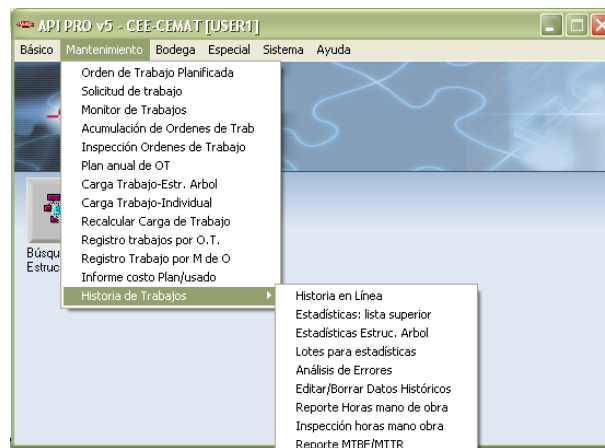 API PRO v5 - CEE-CEMAT [USER1]
Básico Mantenimiento Bodega Especial Sistema Ayuda
Orden de Trabajo Planificada
Solicitud de trabajo
Monitor de Trabajos
Acumulación de Ordenes de Trab
Inspección Ordenes de Trabajo
Plan anual de OT
Carga Trabajo-Estr. Arbol
Carga Trabajo-Individual
Recalcular Carga de Trabajo
Registro trabajos por O.T.
Registro Trabajo por M de O
Informe costo Plan/usado
Historia de Trabajos
Búsqu
Estruc
Historia en Línea
Estadísticas: lista superior
Estadísticas Estruc. Arbol
Lotes para estadísticas
Análisis de Errores
Editar/Borrar Datos Históricos
Reporte Horas mano de obra
Inspección horas mano obra
Reporte MTBF/MTTR